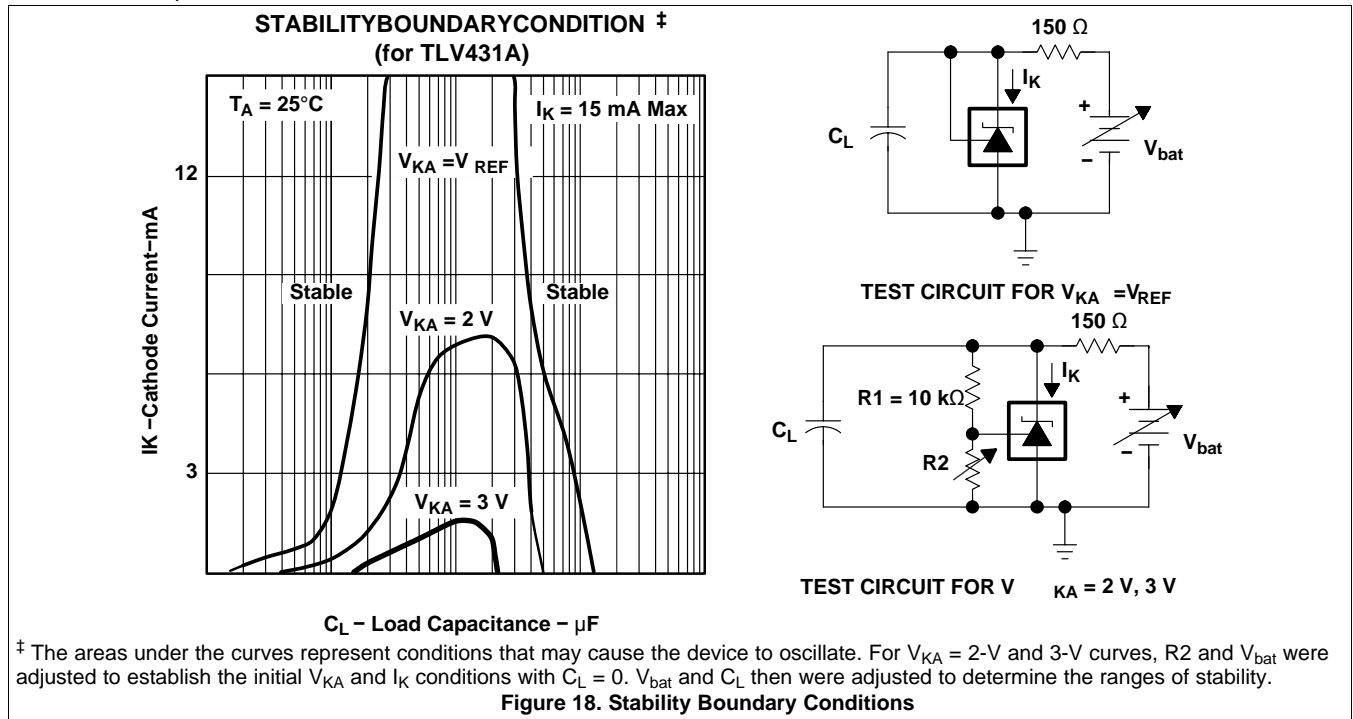 STABILITYBOUNDARYCONDITION ‡
(for TLV431A)
TA = 25°C
IK = 15 mA Max
VKA =V REF
12
Stable
Stable
VKA = 2 V
3
VKA = 3 V
IK –Cathode Current–mA
CL – Load Capacitance – µF
150 Ω
IK
CL
+
–
Vbat
TEST CIRCUIT FOR VKA =VREF
150 Ω
IK
R1 = 10 kΩ
CL
R2
+
–
Vbat
TEST CIRCUIT FOR V KA = 2 V, 3 V
‡ The areas under the curves represent conditions that may cause the device to oscillate. For VKA = 2-V and 3-V curves, R2 and Vbat were
adjusted to establish the initial VKA and IK conditions with CL = 0. Vbat and CL then were adjusted to determine the ranges of stability.
Figure 18. Stability Boundary Conditions